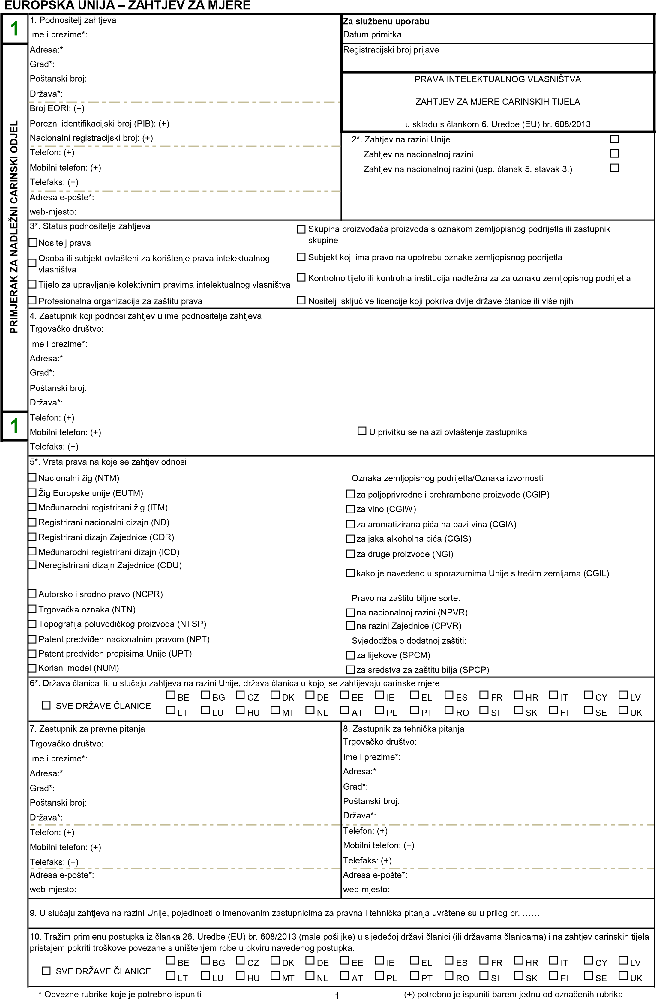 EUROPSKA UNIJA – ZAHTJEV ZA MJERE
1
PRIMJERAK ZA NADLEŽNI CARINSKI ODJEL
1
1. Podnositelj zahtjeva
Ime i prezime*:
Adresa:*
Grad*:
Poštanski broj:
Država*:
Broj EORI: (+)
Porezni identifikacijski broj (PIB): (+)
Nacionalni registracijski broj: (+)
Telefon: (+)
Mobilni telefon: (+)
Telefaks: (+)
Adresa e-pošte*:
web-mjesto:
Za službenu uporabu
Datum primitka
Registracijski broj prijave
PRAVA INTELEKTUALNOG VLASNIŠTVA
ZAHTJEV ZA MJERE CARINSKIH TIJELA
u skladu s člankom 6. Uredbe (EU) br. 608/2013
2*. Zahtjev na razini Unije
Zahtjev na nacionalnoj razini
Zahtjev na nacionalnoj razini (usp. članak 5. stavak 3.)
3*. Status podnositelja zahtjeva
Nositelj prava
Osoba ili subjekt ovlašteni za korištenje prava intelektualnog
vlasništva
Tijelo za upravljanje kolektivnim pravima intelektualnog vlasništva
Profesionalna organizacija za zaštitu prava
Skupina proizvođača proizvoda s oznakom zemljopisnog podrijetla ili zastupnik
skupine
Subjekt koji ima pravo na upotrebu oznake zemljopisnog podrijetla
Kontrolno tijelo ili kontrolna institucija nadležna za za oznaku zemljopisnog podrijetla
Nositelj isključive licencije koji pokriva dvije države članice ili više njih
4. Zastupnik koji podnosi zahtjev u ime podnositelja zahtjeva
Trgovačko društvo:
Ime i prezime*:
Adresa:*
Grad*:
Poštanski broj:
Država*:
Telefon: (+)
Mobilni telefon: (+)
Telefaks: (+)
U privitku se nalazi ovlaštenje zastupnika
5*. Vrsta prava na koje se zahtjev odnosi
Nacionalni žig (NTM)
Žig Europske unije (EUTM)
Međunarodni registrirani žig (ITM)
Registrirani nacionalni dizajn (ND)
Registrirani dizajn Zajednice (CDR)
Međunarodni registrirani dizajn (ICD)
Neregistrirani dizajn Zajednice (CDU)
Autorsko i srodno pravo (NCPR)
Trgovačka oznaka (NTN)
Topografija poluvodičkog proizvoda (NTSP)
Patent predviđen nacionalnim pravom (NPT)
Patent predviđen propisima Unije (UPT)
Korisni model (NUM)
Oznaka zemljopisnog podrijetla/Oznaka izvornosti
za poljoprivredne i prehrambene proizvode (CGIP)
za vino (CGIW)
za aromatizirana pića na bazi vina (CGIA)
za jaka alkoholna pića (CGIS)
za druge proizvode (NGI)
kako je navedeno u sporazumima Unije s trećim zemljama (CGIL)
Pravo na zaštitu biljne sorte:
na nacionalnoj razini (NPVR)
na razini Zajednice (CPVR)
Svjedodžba o dodatnoj zaštiti:
za lijekove (SPCM)
za sredstva za zaštitu bilja (SPCP)
6*. Država članica ili, u slučaju zahtjeva na razini Unije, država članica u kojoj se zahtijevaju carinske mjere
SVE DRŽAVE ČLANICE
BE BG CZ DK DE EE IE EL ES FR HR IT CY LV
LT LU HU MT NL AT PL PT RO SI SK FI SE UK
7. Zastupnik za pravna pitanja
Trgovačko društvo:
Ime i prezime*:
Adresa:*
Grad*:
Poštanski broj:
Država*:
Telefon: (+)
Mobilni telefon: (+)
Telefaks: (+)
Adresa e-pošte*:
web-mjesto:
8. Zastupnik za tehnička pitanja
Trgovačko društvo:
Ime i prezime*:
Adresa:*
Grad*:
Poštanski broj:
Država*:
Telefon: (+)
Mobilni telefon: (+)
Telefaks: (+)
Adresa e-pošte*:
web-mjesto:
9. U slučaju zahtjeva na razini Unije, pojedinosti o imenovanim zastupnicima za pravna i tehnička pitanja uvrštene su u prilog br. ……
10. Tražim primjenu postupka iz članka 26. Uredbe (EU) br. 608/2013 (male pošiljke) u sljedećoj državi članici (ili državama članicama) i na zahtjev carinskih tijela
pristajem pokriti troškove povezane s uništenjem robe u okviru navedenog postupka.
SVE DRŽAVE ČLANICE
BE BG CZ DK DE EE IE EL ES FR HR IT CY LV
LT LU HU MT NL AT PL PT RO SI SK FI SE UK
* Obvezne rubrike koje je potrebno ispuniti
1
(+) potrebno je ispuniti barem jednu od označenih rubrika